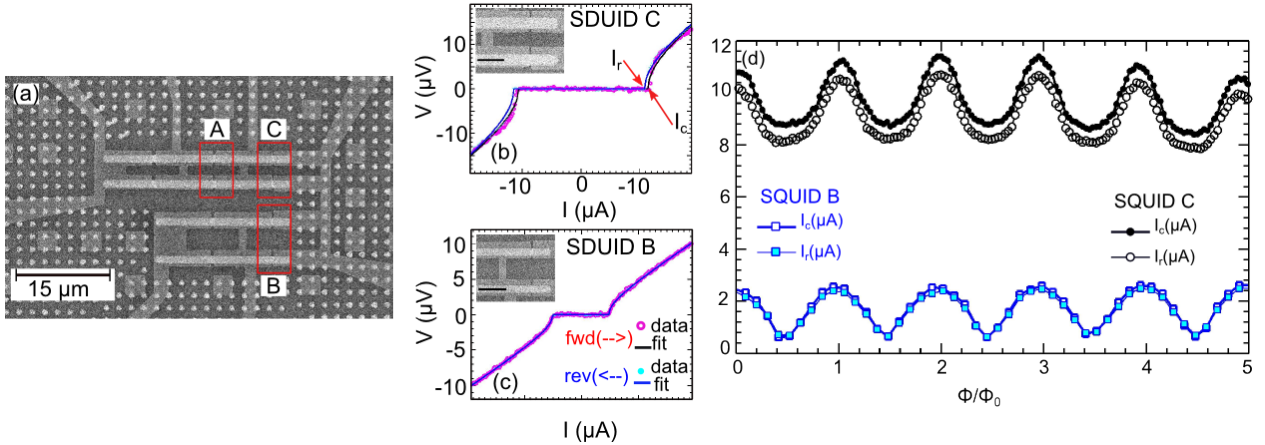 (a)
A
C
B
15 µm
SDUID C
V (µV)
10
0
-10
I_r
I_c
(b)
-10
0
-10
I (µA)
SDUID B
V (µV)
10
5
0
-5
-10
fwd(-->)
data
fit
rev(<--)
data
fit
(c)
I (µA)
(d)
12
10
8
6
4
2
0
SQUID B
I_c(µA)
I_r(µA)
SQUID C
I_c(µA)
I_r(µA)
0
1
2
3
4
5
Φ/Φ₀